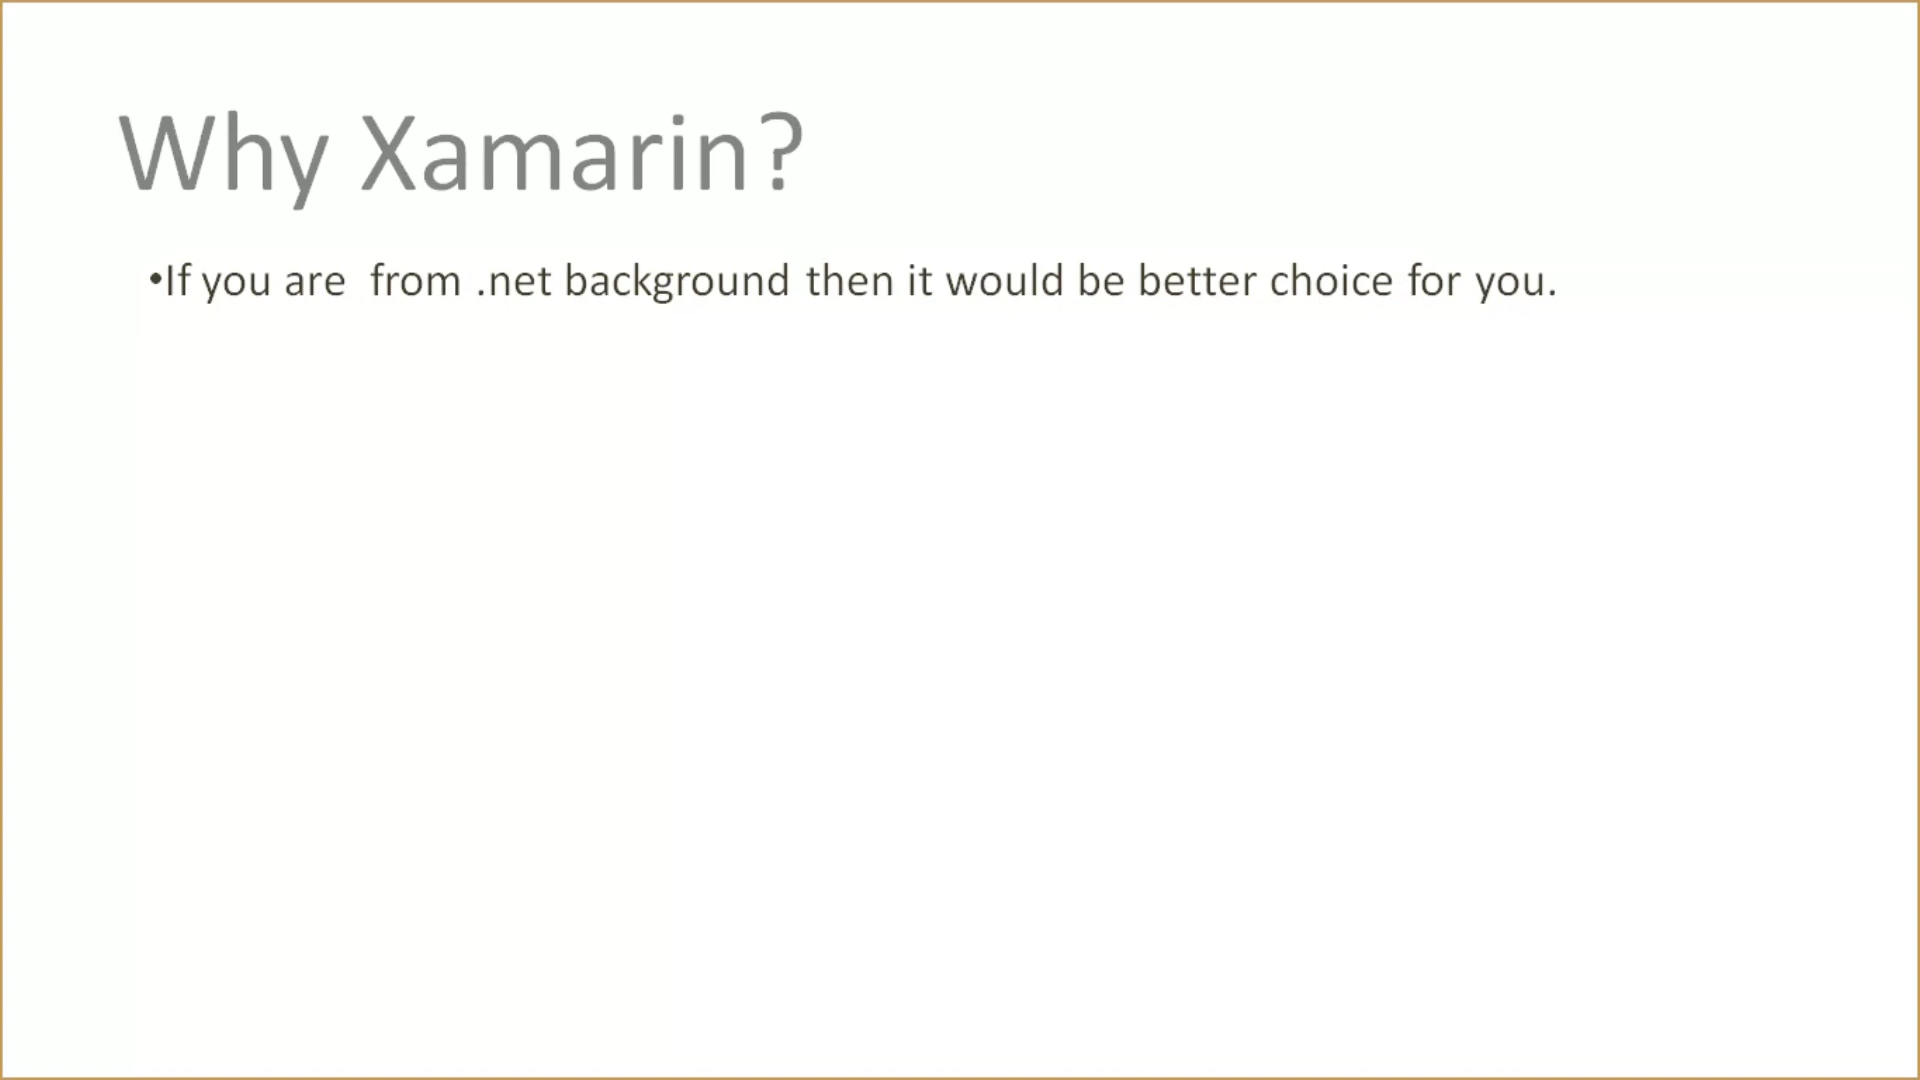 Why Xamarin?
•If you are  from .net background then it would be better choice for you.